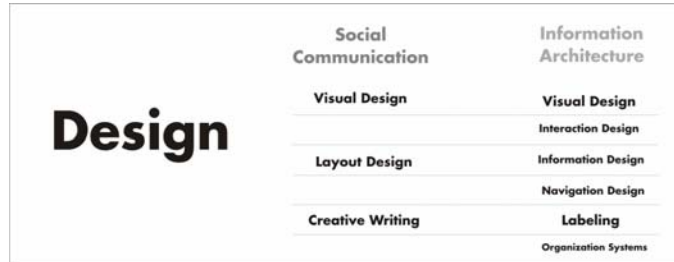 Social
Communication
Information
Architecture
Design
Visual Design
Visual Design
Interaction Design
Layout Design
Information Design
Navigation Design
Creative Writing
Labeling
Organization Systems